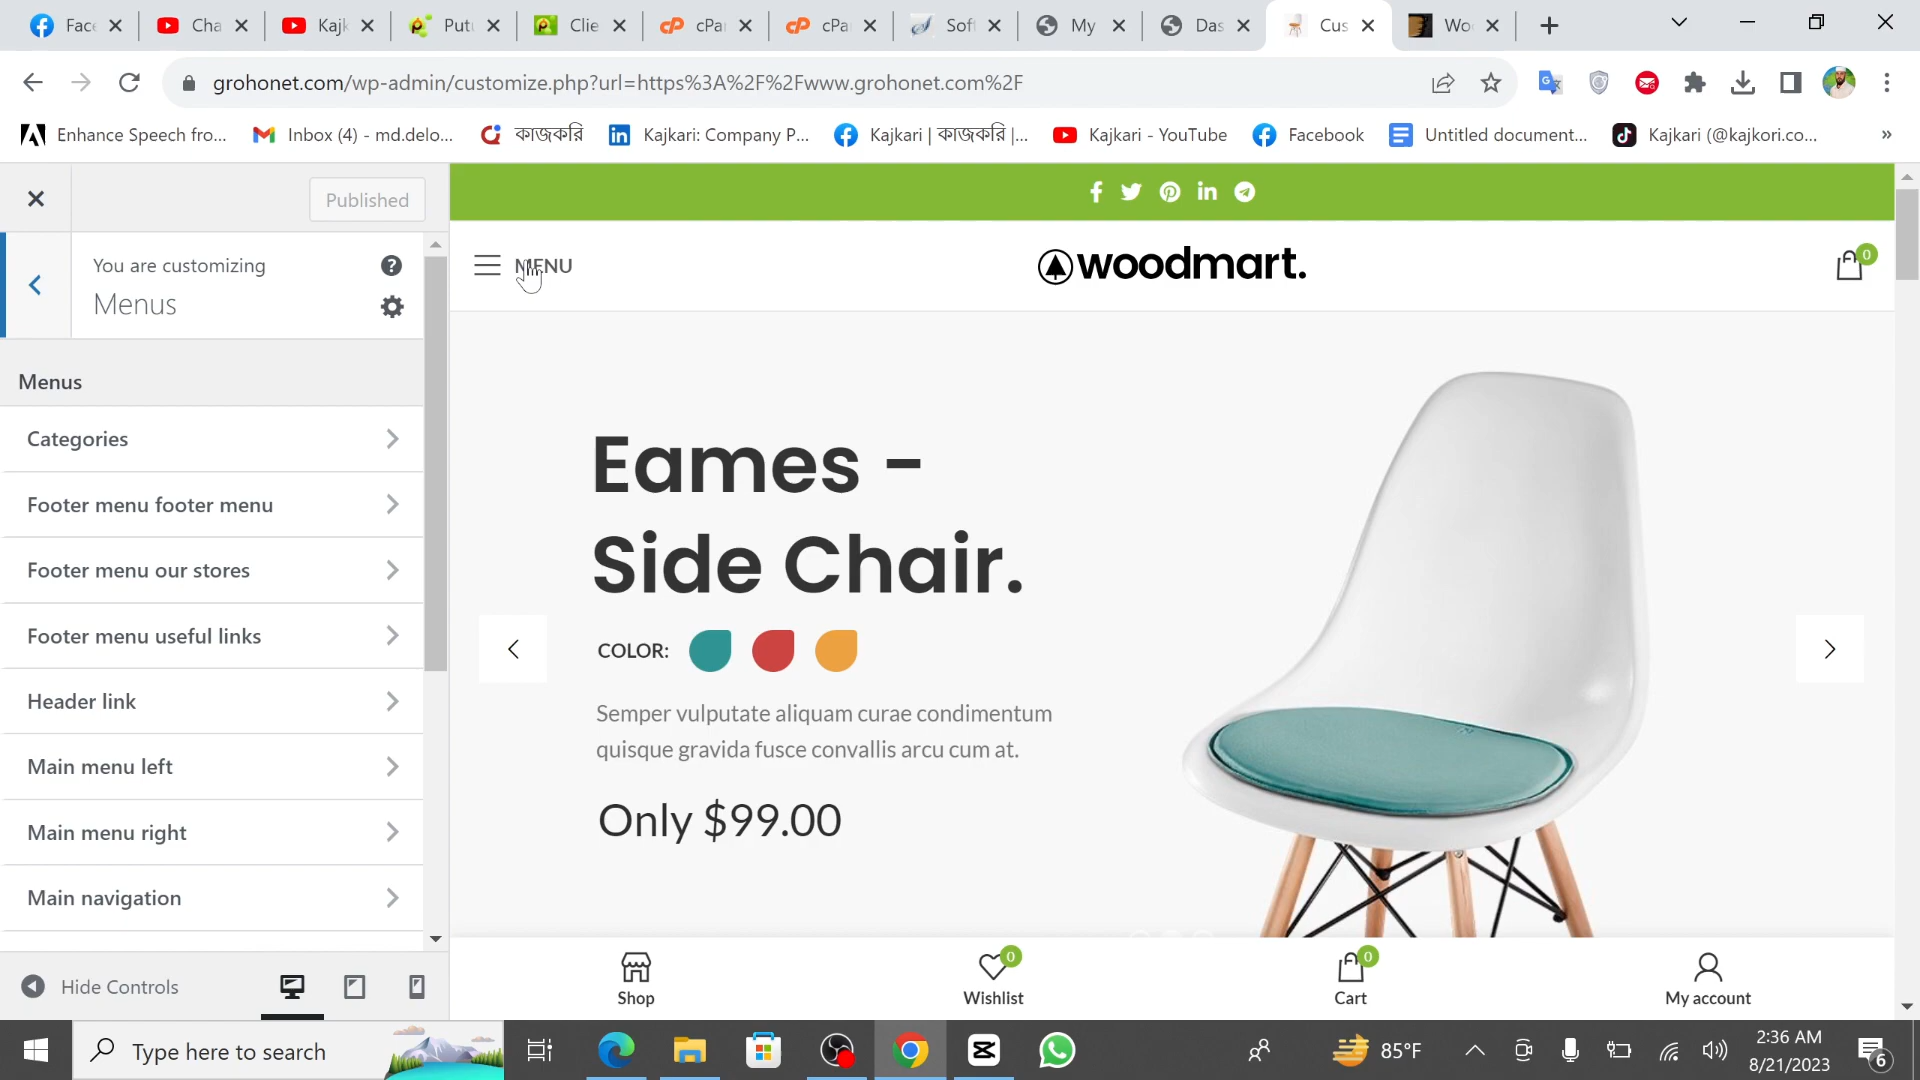 Face
Cha
Kajk
Put
Clie
cPa
cPa
Sof
My
Das
Cus
Wo
grohonet.com/wp-admin/customize.php?url=https%3A%2F%2Fwww.grohonet.com%2F
Enhance Speech fro...
Inbox (4) - md.delo...
কাজকরি
Kajkari: Company P...
Kajkari | কাজকরি |...
Kajkari - YouTube
Facebook
Untitled document...
Kajkari (@kajkori.co...
»
Published
You are customizing
Menus
Menus
Categories
Footer menu footer menu
Footer menu our stores
Footer menu useful links
Header link
Main menu left
Main menu right
Main navigation
Hide Controls
MENU
woodmart.
0
Eames -
Side Chair.
COLOR:
Semper vulputate aliquam curae condimentum
quisque gravida fusce convallis arcu cum at.
Only $99.00
Shop
0
Wishlist
0
Cart
My account
Type here to search
85°F
2:36 AM
8/21/2023
6